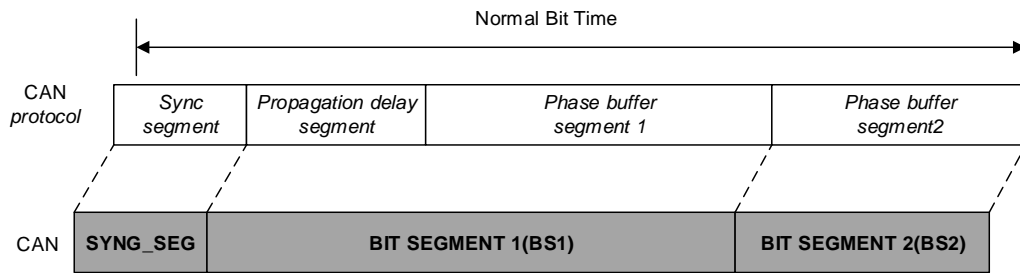 Normal Bit Time
CAN
protocol
Sync
segment
Propagation delay
segment
Phase buffer
segment 1
Phase buffer
segment2
CAN
SYNG_SEG
BIT SEGMENT 1(BS1)
BIT SEGMENT 2(BS2)